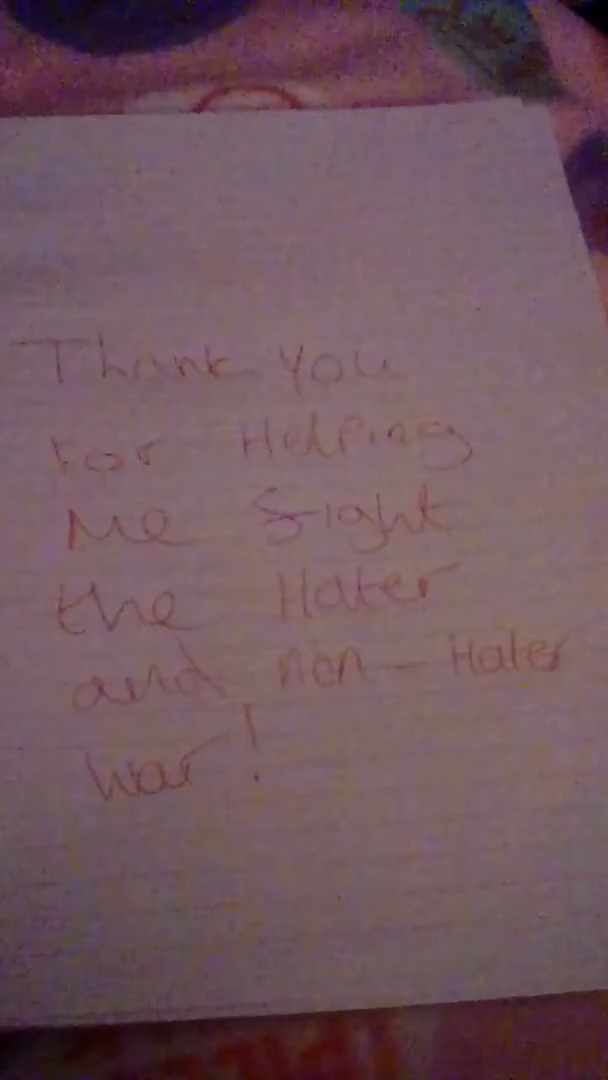 Thank you
for Helping
Me fight
the Hater
and non-Hater
war!